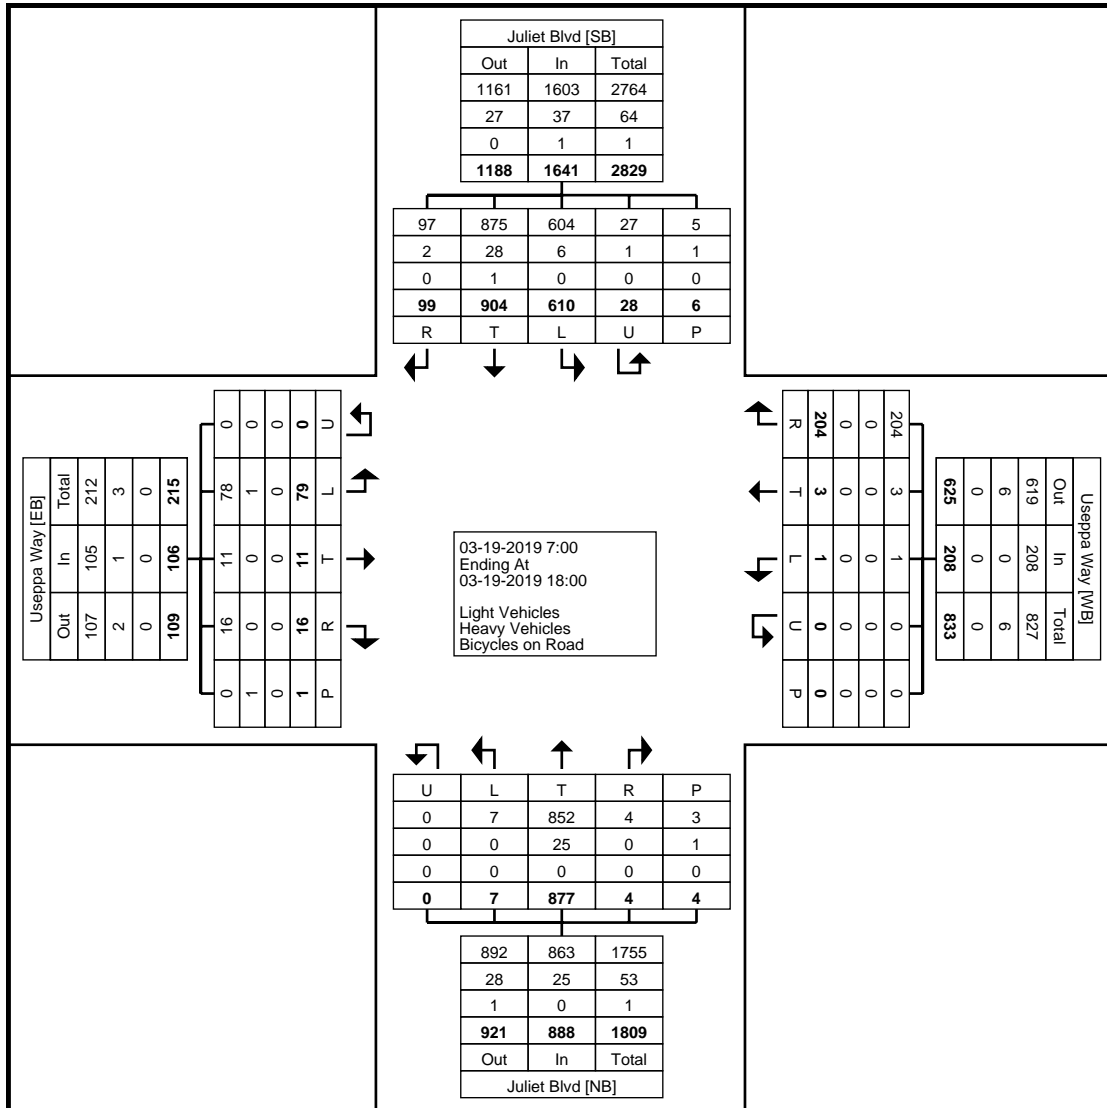 Juliet Blvd [SB]
Out In Total
1161 1603 2764
27 37 64
0 1 1
1188 1641 2829
97 875 604 27 5
2 28 6 1 1
0 1 0 0 0
99 904 610 28 6
R T L U P
Useppa Way [EB]
Total In Out
212 105 107
3 1 2
0 0 0
215 106 109
0 78 11 16 0
0 1 0 0 1
0 0 0 0 0
0 79 11 16 1
U L T R P
03-19-2019 7:00
Ending At
03-19-2019 18:00
Light Vehicles
Heavy Vehicles
Bicycles on Road
Useppa Way [WB]
Out In Total
619 208 827
6 0 6
0 0 0
625 208 833
204 3 1 0 0
0 0 0 0 0
0 0 0 0 0
204 3 1 0 0
R T L U P
U L T R P
0 7 852 4 3
0 0 25 0 1
0 0 0 0 0
0 7 877 4 4
892 863 1755
28 25 53
1 0 1
921 888 1809
Out In Total
Juliet Blvd [NB]